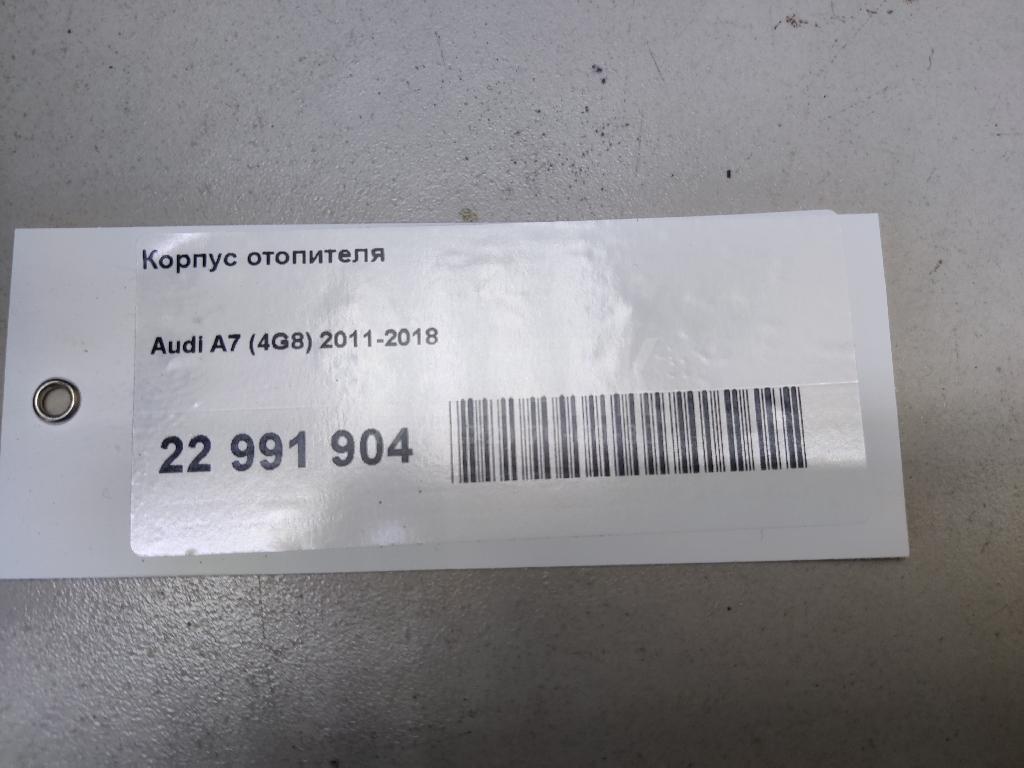 Корпус отопителя
Audi A7 (4G8) 2011-2018
22 991 904